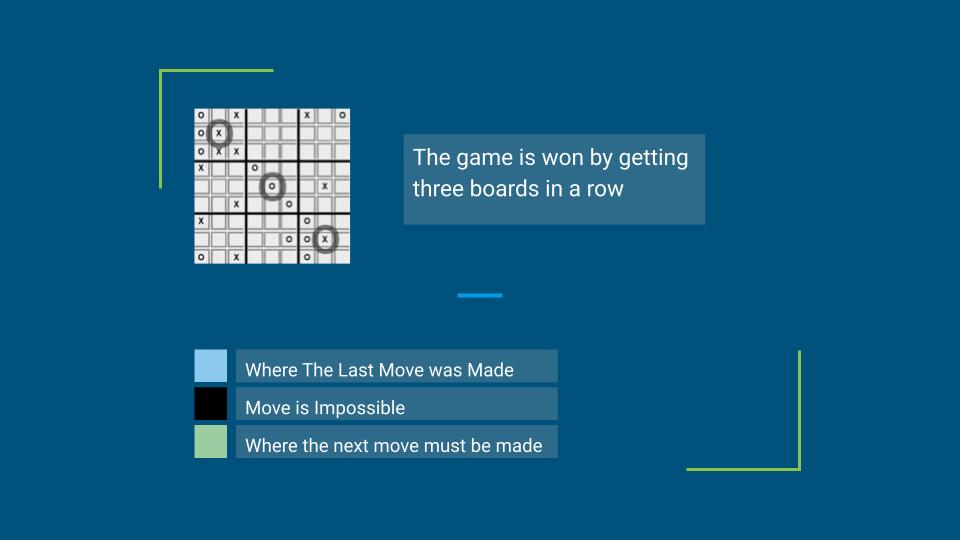 O X X O
O X
O X X
X O
O X
X O
X O
O O X
O X O
O
O
O
The game is won by getting
three boards in a row
Where The Last Move was Made
Move is Impossible
Where the next move must be made